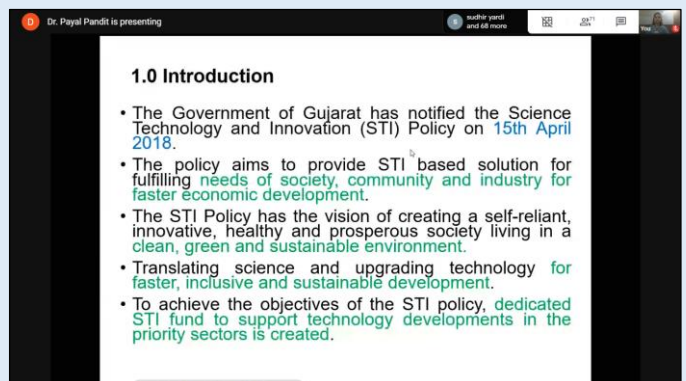 D Dr. Payal Pandit is presenting
S sudhir yardi
and 68 more
71
You
1.0 Introduction
• The Government of Gujarat has notified the Science
Technology and Innovation (STI) Policy on 15th April
2018.
• The policy aims to provide STI based solution for
fulfilling needs of society, community and industry for
faster economic development.
• The STI Policy has the vision of creating a self-reliant,
innovative, healthy and prosperous society living in a
clean, green and sustainable environment.
• Translating science and upgrading technology for
faster, inclusive and sustainable development.
• To achieve the objectives of the STI policy, dedicated
STI fund to support technology developments in the
priority sectors is created.